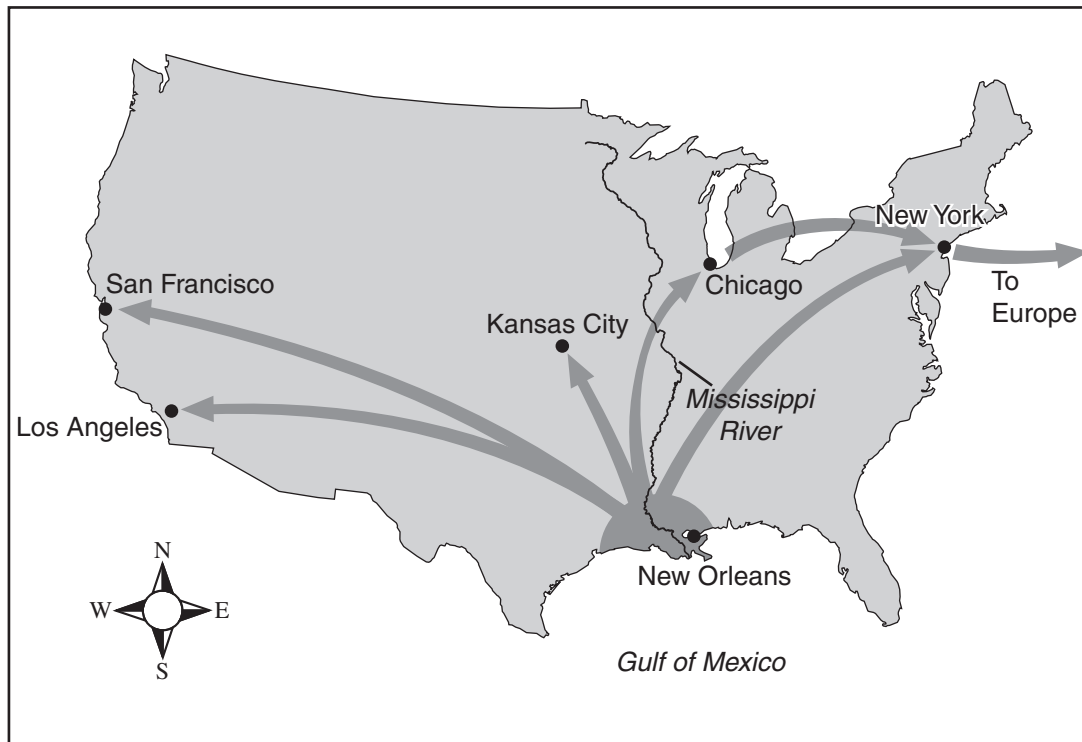 New York
San Francisco
Chicago
To
Europe
Kansas City
Mississippi
River
Los Angeles
New Orleans
N
W E
S
Gulf of Mexico